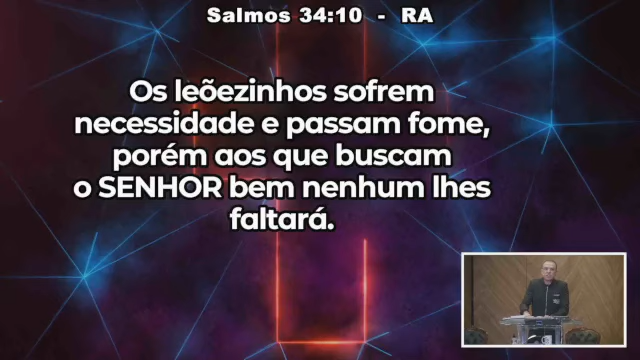 Salmos 34:10 - RA
Os leõezinhos sofrem
necessidade e passam fome,
porém aos que buscam
o SENHOR bem nenhum lhes
faltará.